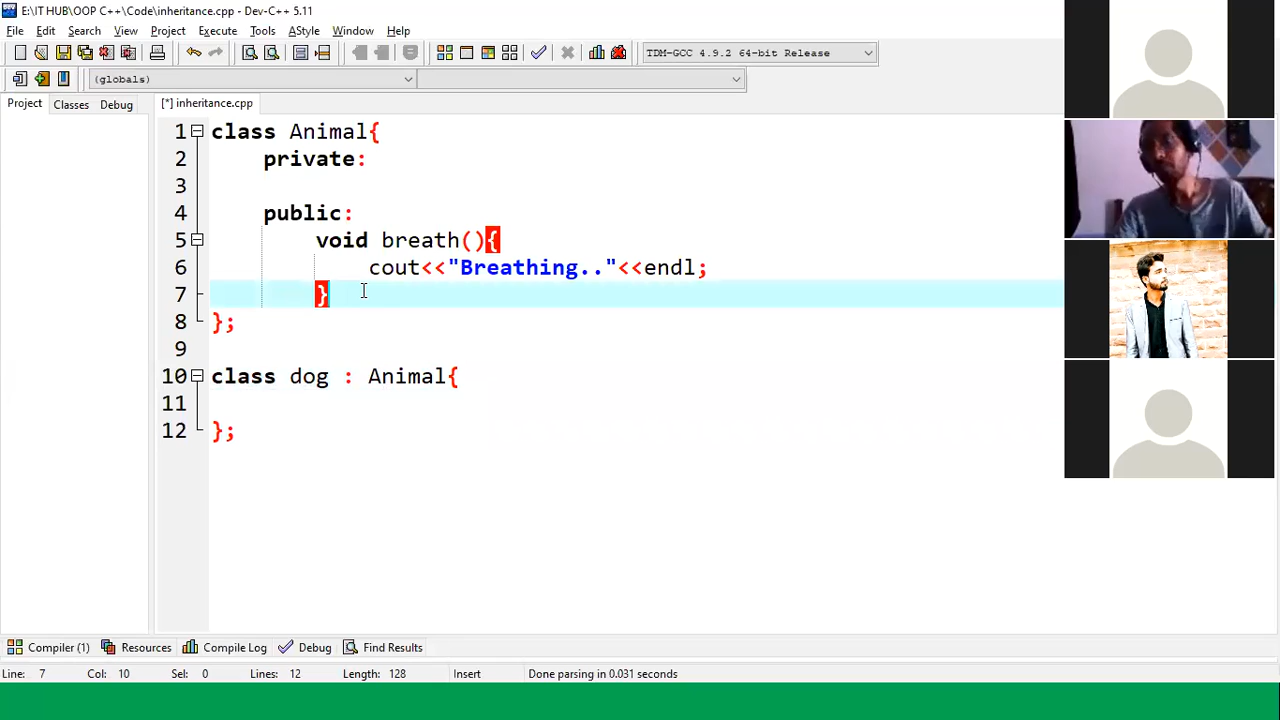 E:\IT HUB\OOP C++\Code\inheritance.cpp - Dev-C++ 5.11
File Edit Search View Project Execute Tools AStyle Window Help
TDM-GCC 4.9.2 64-bit Release
(globals)
Project Classes Debug
[*] inheritance.cpp
1 class Animal{
2 private:
3
4 public:
5 void breath(){
6 cout<<"Breathing.."<<endl;
7 }
8 };
9
10 class dog : Animal{
11
12 };
Compiler (1) Resources Compile Log Debug Find Results
Line: 7 Col: 10 Sel: 0 Lines: 12 Length: 128 Insert Done parsing in 0.031 seconds